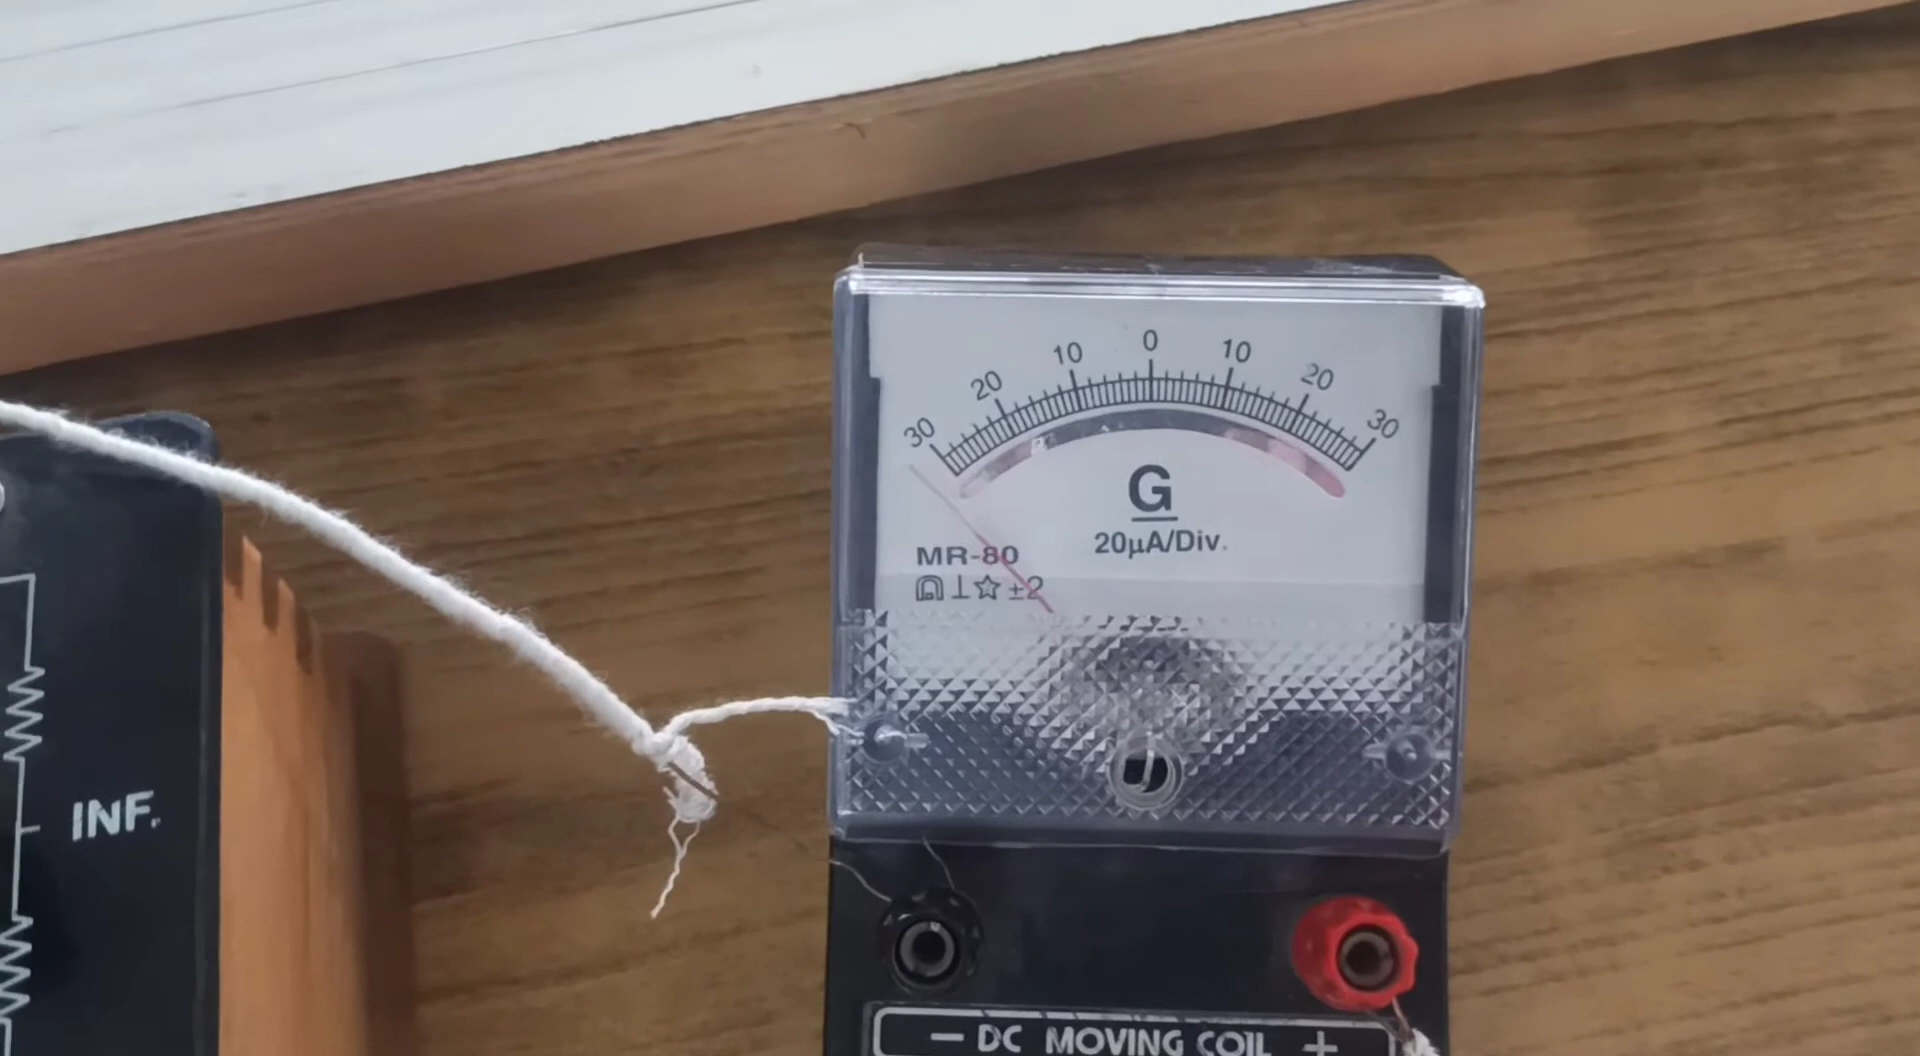 30 20 10 0 10 20 30
G
20µA/Div.
MR-80
±2
INF.
− DC MOVING COIL +